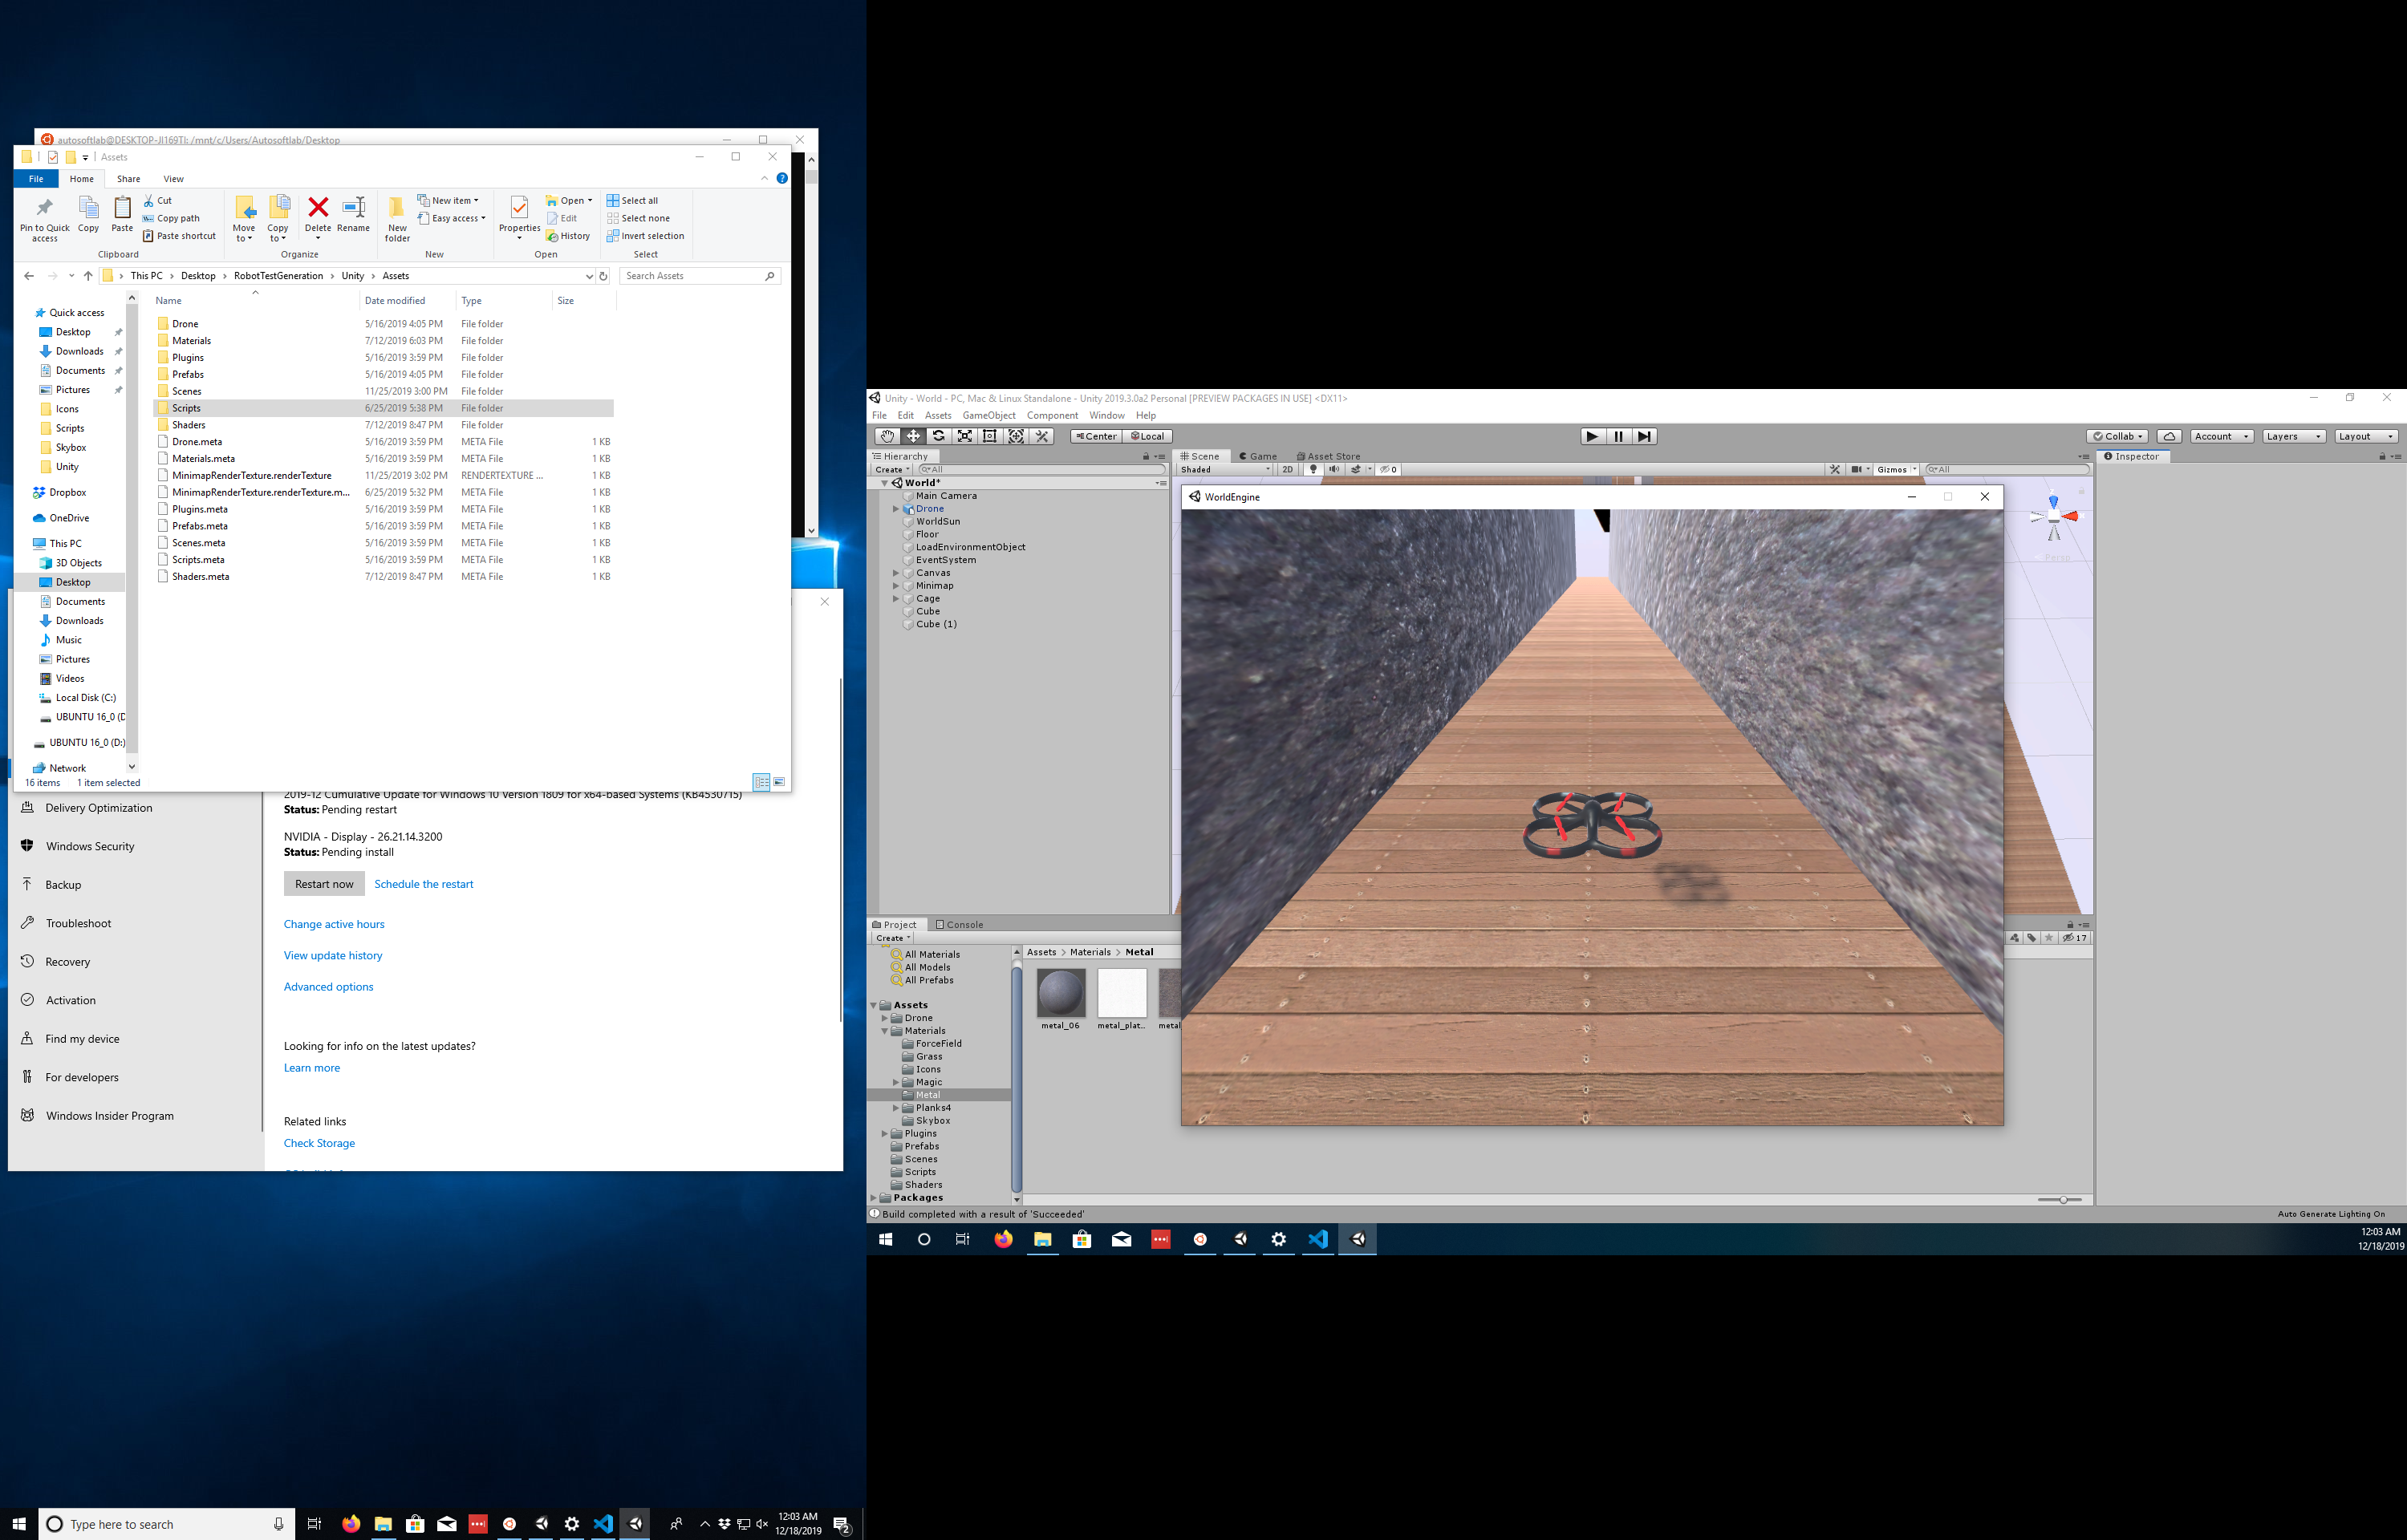 autosoftlab@DESKTOP-JI169TI: /mnt/c/Users/Autosoftlab/Desktop
Assets
File Home Share View
Pin to Quick access
Copy
Paste
Cut
Copy path
Paste shortcut
Clipboard
Move to
Copy to
Delete
Rename
Organize
New folder
New item
Easy access
New
Properties
Open
Edit
History
Open
Select all
Select none
Invert selection
Select
This PC > Desktop > RobotTestGeneration > Unity > Assets
Search Assets
Quick access
Desktop
Downloads
Documents
Pictures
Icons
Scripts
Skybox
Unity
Dropbox
OneDrive
This PC
3D Objects
Desktop
Documents
Downloads
Music
Pictures
Videos
Local Disk (C:)
UBUNTU 16_0 (D
UBUNTU 16_0 (D:)
Network
Name Date modified Type Size
Drone 5/16/2019 4:05 PM File folder
Materials 7/12/2019 6:03 PM File folder
Plugins 5/16/2019 3:59 PM File folder
Prefabs 5/16/2019 4:05 PM File folder
Scenes 11/25/2019 3:00 PM File folder
Scripts 6/25/2019 5:38 PM File folder
Shaders 7/12/2019 8:47 PM File folder
Drone.meta 5/16/2019 3:59 PM META File 1 KB
Materials.meta 5/16/2019 3:59 PM META File 1 KB
MinimapRenderTexture.renderTexture 11/25/2019 3:02 PM RENDERTEXTURE ... 1 KB
MinimapRenderTexture.renderTexture.m... 6/25/2019 5:32 PM META File 1 KB
Plugins.meta 5/16/2019 3:59 PM META File 1 KB
Prefabs.meta 5/16/2019 3:59 PM META File 1 KB
Scenes.meta 5/16/2019 3:59 PM META File 1 KB
Scripts.meta 5/16/2019 3:59 PM META File 1 KB
Shaders.meta 7/12/2019 8:47 PM META File 1 KB
16 items 1 item selected
Delivery Optimization
Windows Security
Backup
Troubleshoot
Recovery
Activation
Find my device
For developers
Windows Insider Program
2019-12 Cumulative Update for Windows 10 Version 1809 for x64-based Systems (KB4530715)
Status: Pending restart
NVIDIA - Display - 26.21.14.3200
Status: Pending install
Restart now Schedule the restart
Change active hours
View update history
Advanced options
Looking for info on the latest updates?
Learn more
Related links
Check Storage
Type here to search
12:03 AM
12/18/2019
2
Unity - World - PC, Mac & Linux Standalone - Unity 2019.3.0a2 Personal [PREVIEW PACKAGES IN USE] <DX11>
File Edit Assets GameObject Component Window Help
Center Local
Collab Account Layers Layout
Hierarchy
Create All
World*
Main Camera
Drone
WorldSun
Floor
LoadEnvironmentObject
EventSystem
Canvas
Minimap
Cage
Cube
Cube (1)
Scene Game Asset Store
Shaded 2D 0 Gizmos All
Inspector
WorldEngine
Persp
Project Console
Create
17
All Materials
All Models
All Prefabs
Assets
Drone
Materials
ForceField
Grass
Icons
Magic
Metal
Planks4
Skybox
Plugins
Prefabs
Scenes
Scripts
Shaders
Packages
Assets > Materials > Metal
metal_06 metal_plat... metal
Build completed with a result of 'Succeeded'
Auto Generate Lighting On
12:03 AM
12/18/2019